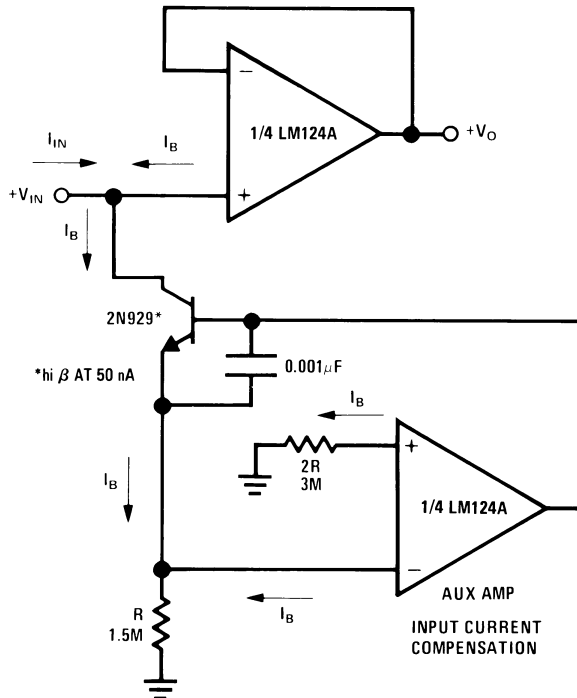 1/4 LM124A
−
+
+V_O
I_IN
I_B
+V_IN
I_B
2N929*
*hi β AT 50 nA
0.001µF
I_B
2R
3M
+
−
1/4 LM124A
I_B
I_B
AUX AMP
INPUT CURRENT
COMPENSATION
R
1.5M